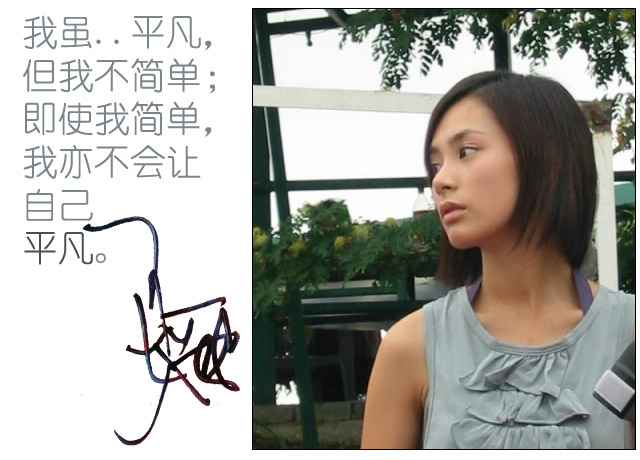 我虽..平凡，
但我不简单；
即使我简单，
我亦不会让
自己
平凡。